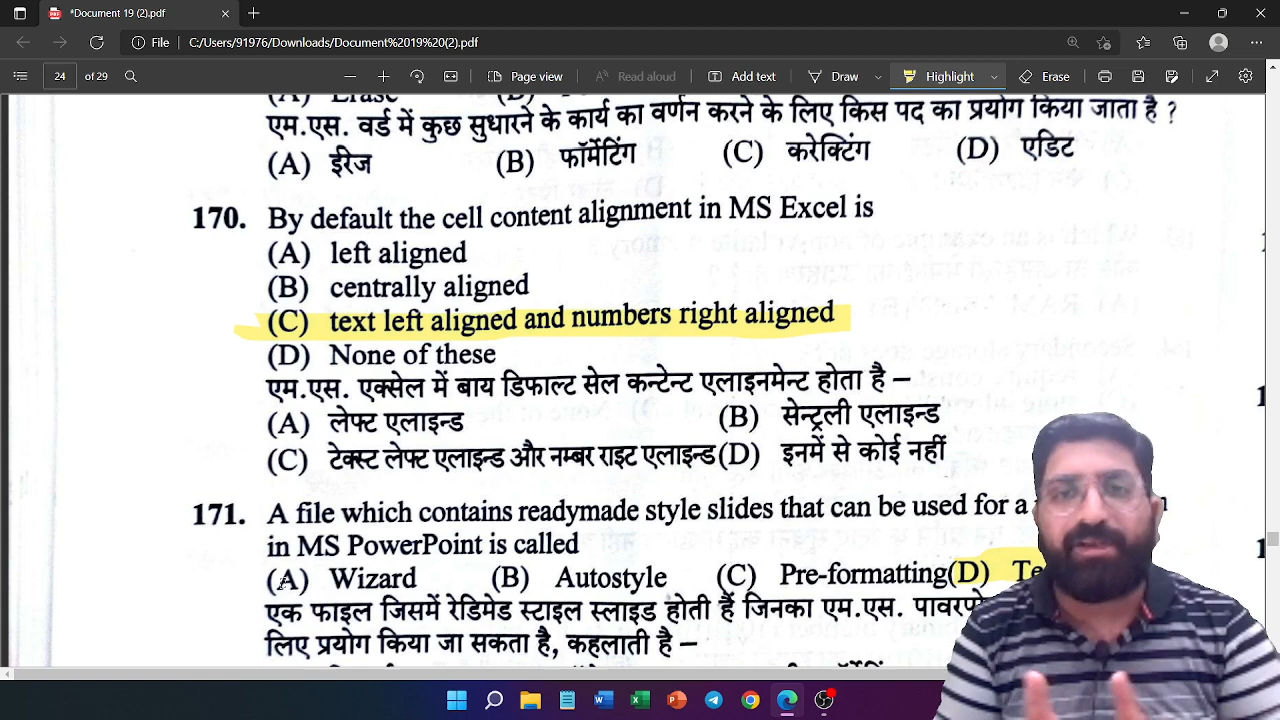 *Document 19 (2).pdf
File
C:/Users/91976/Downloads/Document%2019%20(2).pdf
24 of 29
Page view
Read aloud
Add text
Draw
Highlight
Erase
(A) Erase
एम.एस. वर्ड में कुछ सुधारने के कार्य का वर्णन करने के लिए किस पद का प्रयोग किया जाता है ?
(A) ईरेज (B) फॉर्मेटिंग (C) करेक्टिंग (D) एडिट
170. By default the cell content alignment in MS Excel is
(A) left aligned
(B) centrally aligned
(C) text left aligned and numbers right aligned
(D) None of these
एम.एस. एक्सेल में बाय डिफाल्ट सेल कन्टेन्ट एलाइनमेन्ट होता है –
(A) लेफ्ट एलाइन्ड (B) सेन्ट्रली एलाइन्ड
(C) टेक्स्ट लेफ्ट एलाइन्ड और नम्बर राइट एलाइन्ड (D) इनमें से कोई नहीं
171. A file which contains readymade style slides that can be used for a
in MS PowerPoint is called
(A) Wizard (B) Autostyle (C) Pre-formatting (D) Te
एक फाइल जिसमें रेडिमेड स्टाइल स्लाइड होती हैं जिनका एम.एस. पावरपो
लिए प्रयोग किया जा सकता है, कहलाती है –